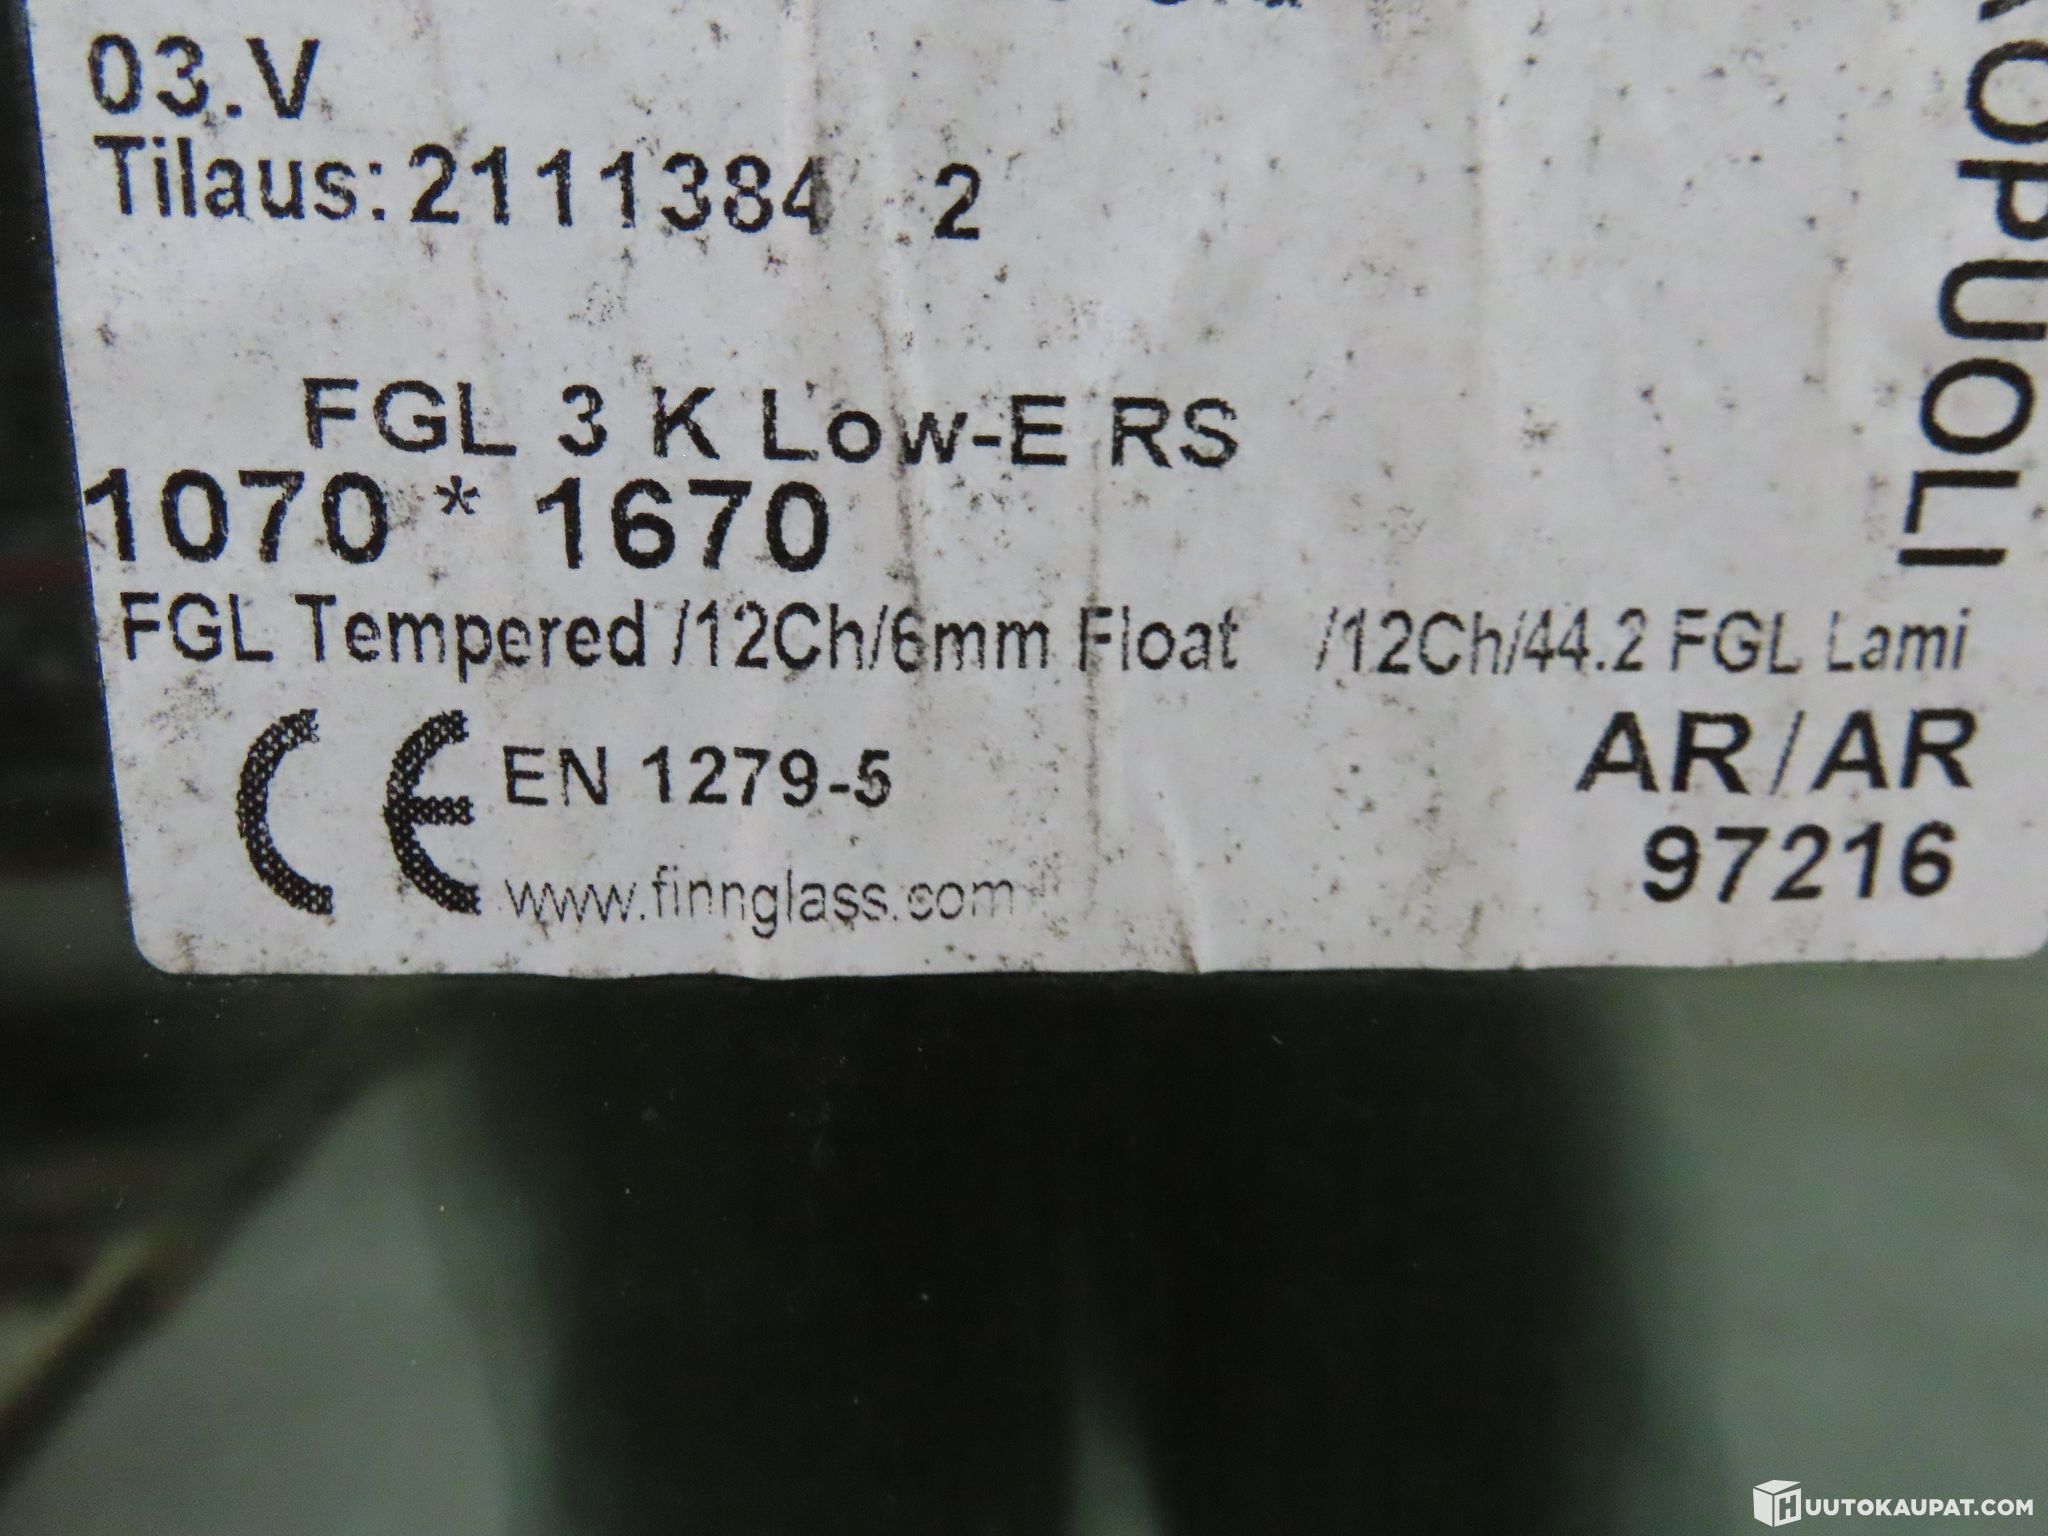 03.V
Tilaus: 2111384 2
FGL 3 K Low-E RS
1070 * 1670
FGL Tempered /12Ch/6mm Float /12Ch/44.2 FGL Lami
CE EN 1279-5
AR/AR
97216
www.finnglass.com
KOPUOLI
HUUTOKAUPAT.COM